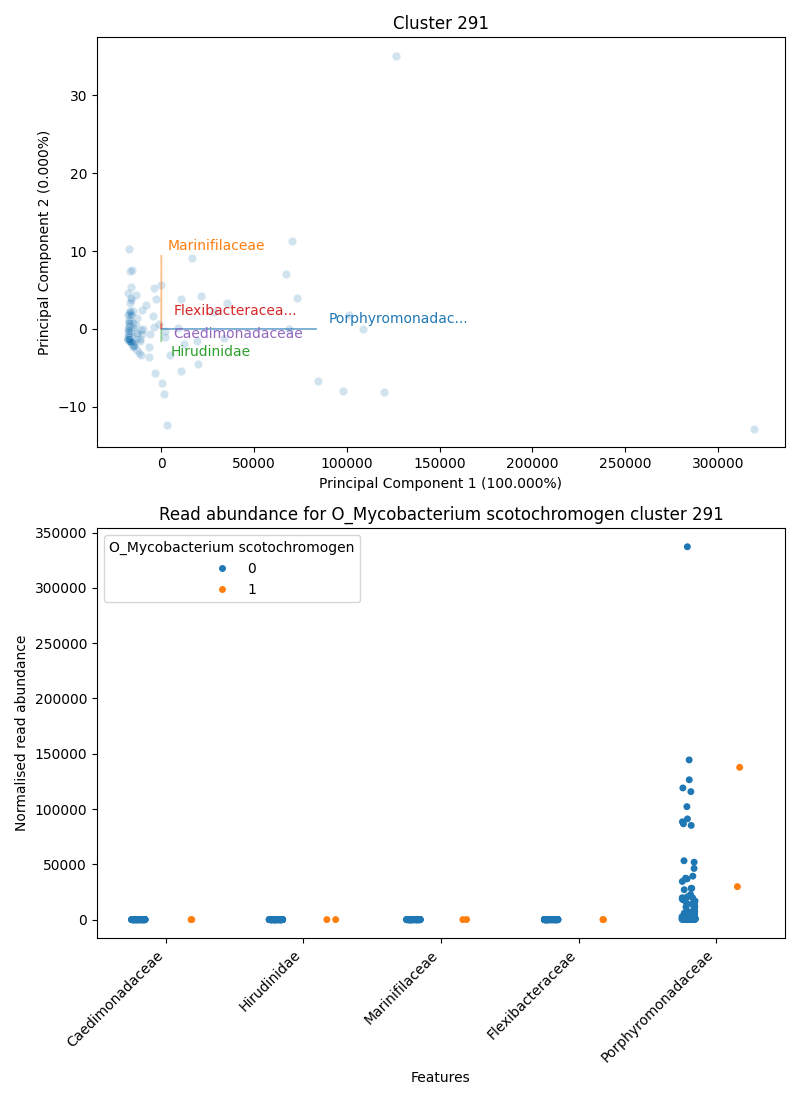 Cluster 291
Principal Component 2 (0.000%)
30
20
10
0
−10
Marinifilaceae
Flexibacteracea...
Porphyromonadac...
Caedimonadaceae
Hirudinidae
0 50000 100000 150000 200000 250000 300000
Principal Component 1 (100.000%)
Read abundance for O_Mycobacterium scotochromogen cluster 291
O_Mycobacterium scotochromogen
0
1
Normalised read abundance
350000
300000
250000
200000
150000
100000
50000
0
Caedimonadaceae
Hirudinidae
Marinifilaceae
Flexibacteraceae
Porphyromonadaceae
Features